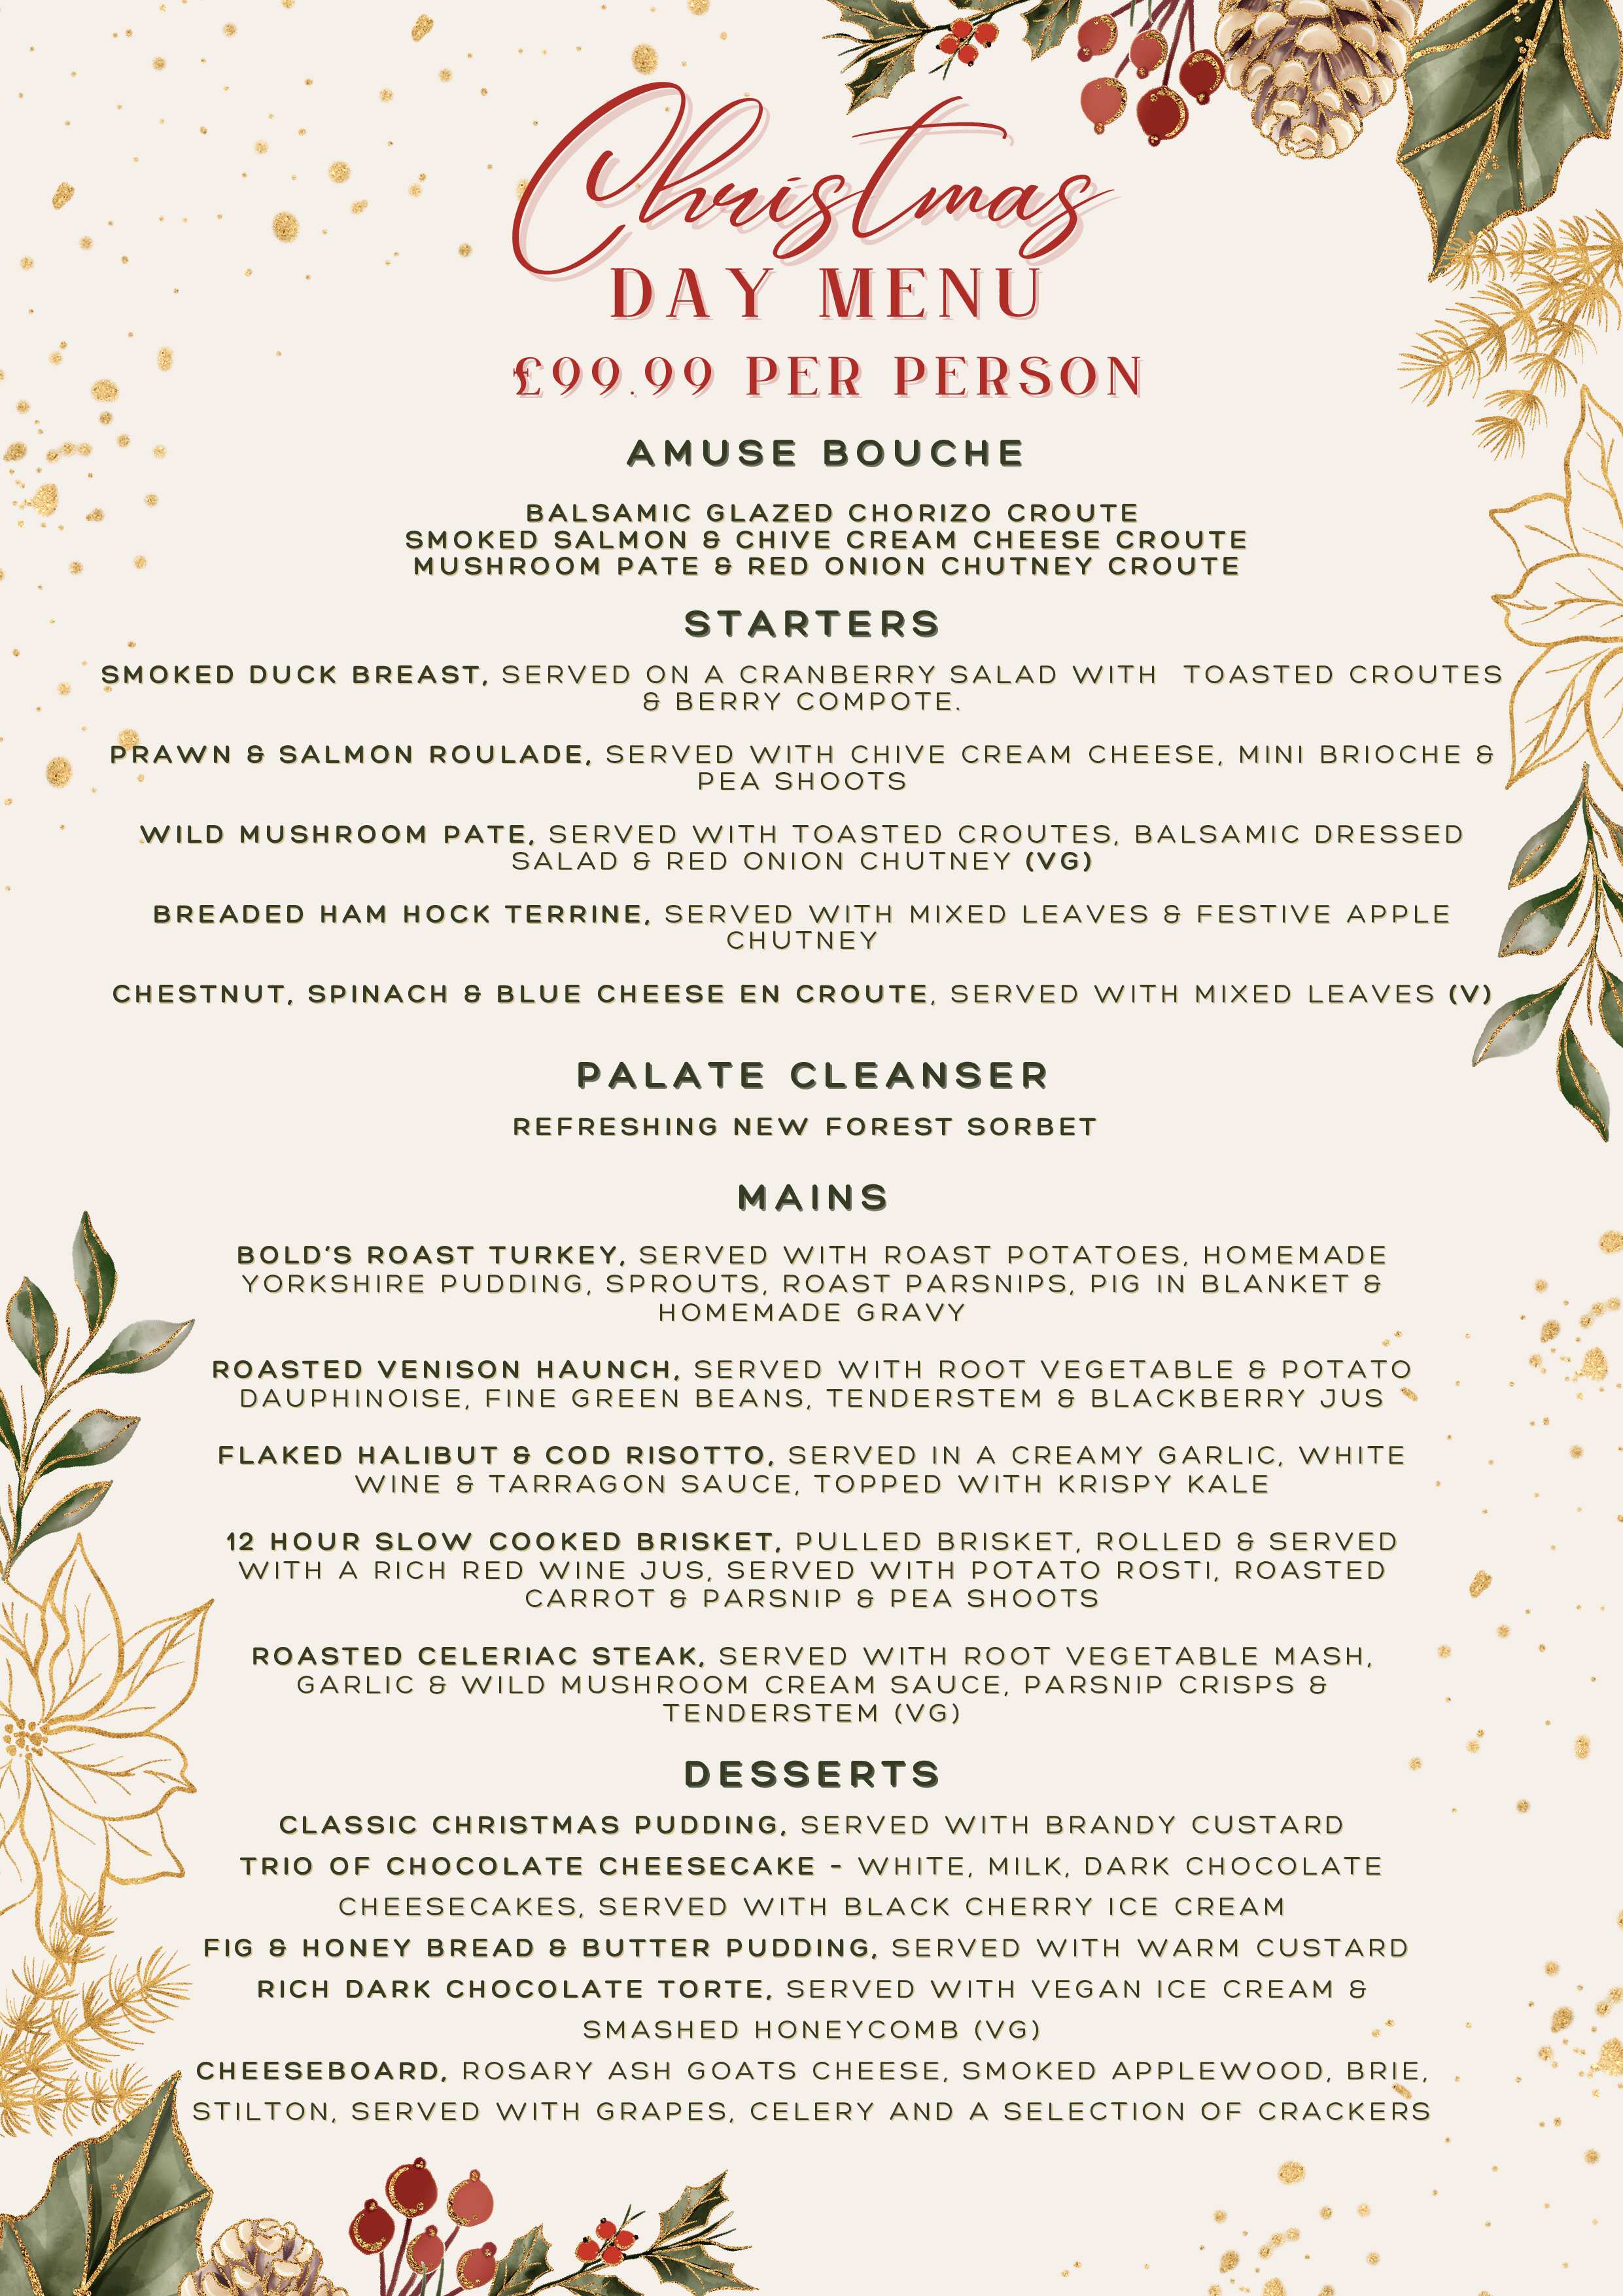 Christmas
DAY MENU
£99.99 PER PERSON
AMUSE BOUCHE
BALSAMIC GLAZED CHORIZO CROUTE
SMOKED SALMON & CHIVE CREAM CHEESE CROUTE
MUSHROOM PATE & RED ONION CHUTNEY CROUTE
STARTERS
SMOKED DUCK BREAST, SERVED ON A CRANBERRY SALAD WITH TOASTED CROUTES
& BERRY COMPOTE.
PRAWN & SALMON ROULADE, SERVED WITH CHIVE CREAM CHEESE, MINI BRIOCHE &
PEA SHOOTS
WILD MUSHROOM PATE, SERVED WITH TOASTED CROUTES, BALSAMIC DRESSED
SALAD & RED ONION CHUTNEY (VG)
BREADED HAM HOCK TERRINE, SERVED WITH MIXED LEAVES & FESTIVE APPLE
CHUTNEY
CHESTNUT, SPINACH & BLUE CHEESE EN CROUTE, SERVED WITH MIXED LEAVES (V)
PALATE CLEANSER
REFRESHING NEW FOREST SORBET
MAINS
BOLD'S ROAST TURKEY, SERVED WITH ROAST POTATOES, HOMEMADE
YORKSHIRE PUDDING, SPROUTS, ROAST PARSNIPS, PIG IN BLANKET &
HOMEMADE GRAVY
ROASTED VENISON HAUNCH, SERVED WITH ROOT VEGETABLE & POTATO
DAUPHINOISE, FINE GREEN BEANS, TENDERSTEM & BLACKBERRY JUS
FLAKED HALIBUT & COD RISOTTO, SERVED IN A CREAMY GARLIC, WHITE
WINE & TARRAGON SAUCE, TOPPED WITH KRISPY KALE
12 HOUR SLOW COOKED BRISKET, PULLED BRISKET, ROLLED & SERVED
WITH A RICH RED WINE JUS, SERVED WITH POTATO ROSTI, ROASTED
CARROT & PARSNIP & PEA SHOOTS
ROASTED CELERIAC STEAK, SERVED WITH ROOT VEGETABLE MASH,
GARLIC & WILD MUSHROOM CREAM SAUCE, PARSNIP CRISPS &
TENDERSTEM (VG)
DESSERTS
CLASSIC CHRISTMAS PUDDING, SERVED WITH BRANDY CUSTARD
TRIO OF CHOCOLATE CHEESECAKE - WHITE, MILK, DARK CHOCOLATE
CHEESECAKES, SERVED WITH BLACK CHERRY ICE CREAM
FIG & HONEY BREAD & BUTTER PUDDING, SERVED WITH WARM CUSTARD
RICH DARK CHOCOLATE TORTE, SERVED WITH VEGAN ICE CREAM &
SMASHED HONEYCOMB (VG)
CHEESEBOARD, ROSARY ASH GOATS CHEESE, SMOKED APPLEWOOD, BRIE,
STILTON, SERVED WITH GRAPES, CELERY AND A SELECTION OF CRACKERS